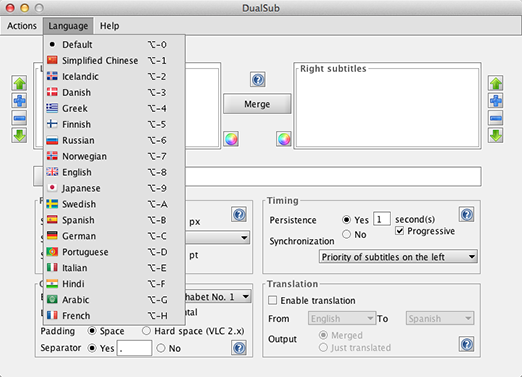 DualSub
Actions Language Help
Default ⌥-0
Simplified Chinese ⌥-1
Icelandic ⌥-2
Danish ⌥-3
Greek ⌥-4
Finnish ⌥-5
Russian ⌥-6
Norwegian ⌥-7
English ⌥-8
Japanese ⌥-9
Swedish ⌥-A
Spanish ⌥-B
German ⌥-C
Portuguese ⌥-D
Italian ⌥-E
Hindi ⌥-F
Arabic ⌥-G
French ⌥-H
Right subtitles
Merge
px
pt
No. 1
Padding Space Hard space (VLC 2.x)
Separator Yes . No
Timing
Persistence Yes 1 second(s)
No Progressive
Synchronization
Priority of subtitles on the left
Translation
Enable translation
From English To Spanish
Output Merged
Just translated